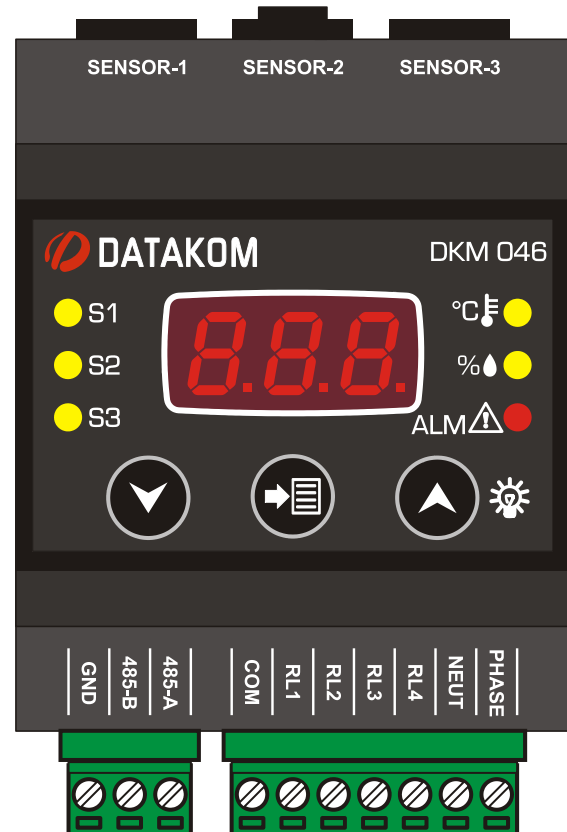 SENSOR-1 SENSOR-2 SENSOR-3
DATAKOM DKM 046
S1 8.8.8. °C
S2 %
S3 ALM
GND 485-B 485-A COM RL1 RL2 RL3 RL4 NEUT PHASE